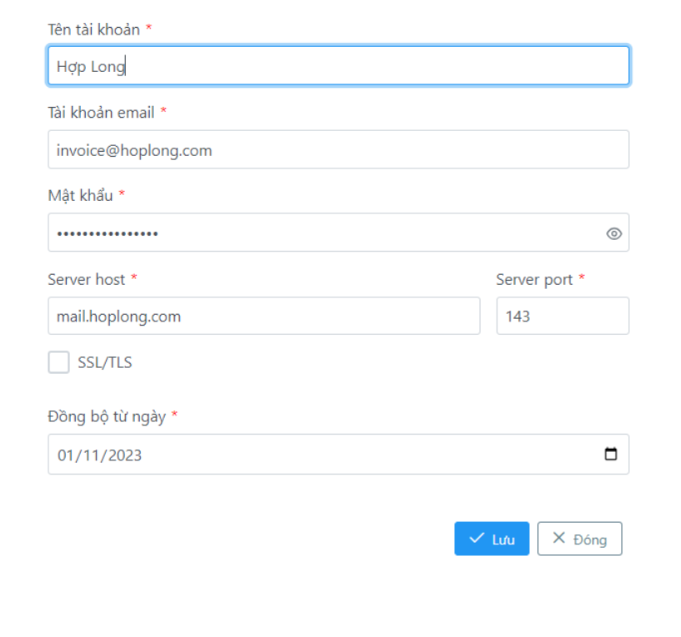 Tên tài khoản *
Hợp Long
Tài khoản email *
invoice@hoplong.com
Mật khẩu *
••••••••••••••••
Server host * Server port *
mail.hoplong.com 143
SSL/TLS
Đồng bộ từ ngày *
01/11/2023
Lưu Đóng